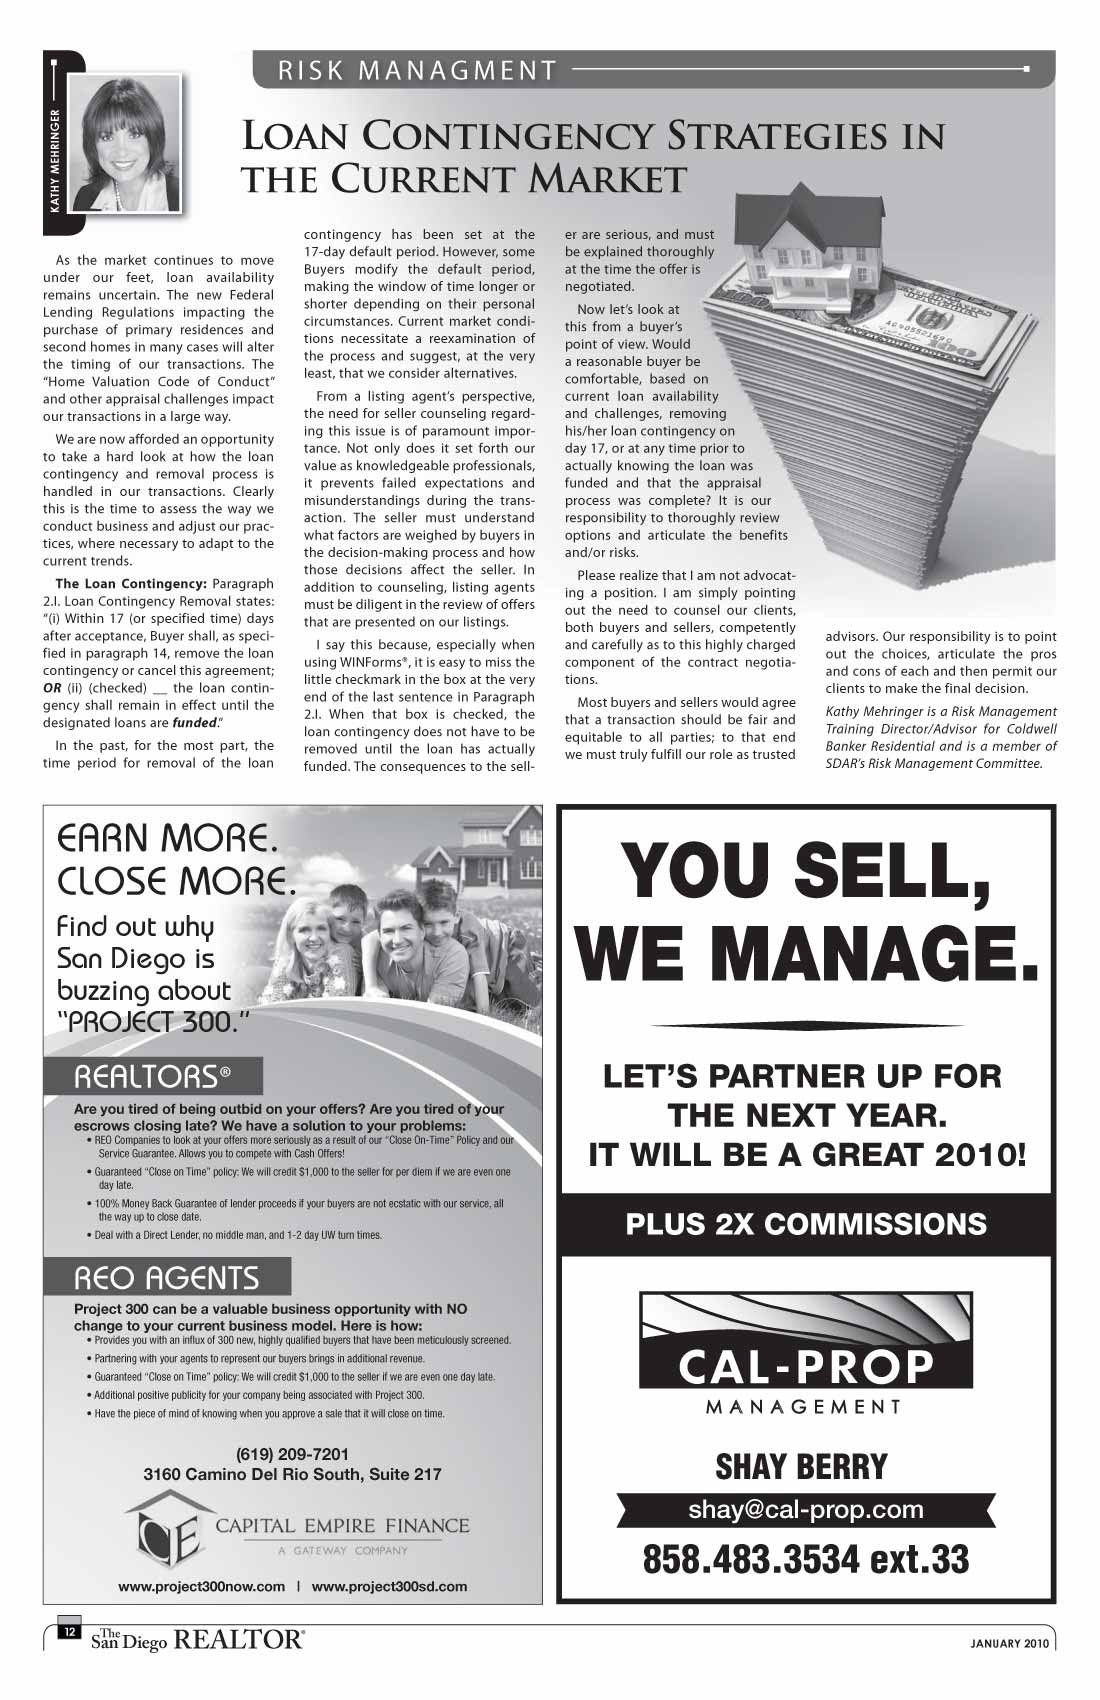 RISK MANAGMENT
KATHY MEHRINGER
LOAN CONTINGENCY STRATEGIES IN
THE CURRENT MARKET
As the market continues to move
under our feet, loan availability
remains uncertain. The new Federal
Lending Regulations impacting the
purchase of primary residences and
second homes in many cases will alter
the timing of our transactions. The
“Home Valuation Code of Conduct”
and other appraisal challenges impact
our transactions in a large way.
We are now afforded an opportunity
to take a hard look at how the loan
contingency and removal process is
handled in our transactions. Clearly
this is the time to assess the way we
conduct business and adjust our prac-
tices, where necessary to adapt to the
current trends.
The Loan Contingency: Paragraph
2.I. Loan Contingency Removal states:
“(i) Within 17 (or specified time) days
after acceptance, Buyer shall, as speci-
fied in paragraph 14, remove the loan
contingency or cancel this agreement;
OR (ii) (checked) __ the loan contin-
gency shall remain in effect until the
designated loans are funded.”
In the past, for the most part, the
time period for removal of the loan
contingency has been set at the
17-day default period. However, some
Buyers modify the default period,
making the window of time longer or
shorter depending on their personal
circumstances. Current market condi-
tions necessitate a reexamination of
the process and suggest, at the very
least, that we consider alternatives.
From a listing agent’s perspective,
the need for seller counseling regard-
ing this issue is of paramount impor-
tance. Not only does it set forth our
value as knowledgeable professionals,
it prevents failed expectations and
misunderstandings during the trans-
action. The seller must understand
what factors are weighed by buyers in
the decision-making process and how
those decisions affect the seller. In
addition to counseling, listing agents
must be diligent in the review of offers
that are presented on our listings.
I say this because, especially when
using WINForms®, it is easy to miss the
little checkmark in the box at the very
end of the last sentence in Paragraph
2.I. When that box is checked, the
loan contingency does not have to be
removed until the loan has actually
funded. The consequences to the sell-
er are serious, and must
be explained thoroughly
at the time the offer is
negotiated.
Now let’s look at
this from a buyer’s
point of view. Would
a reasonable buyer be
comfortable, based on
current loan availability
and challenges, removing
his/her loan contingency on
day 17, or at any time prior to
actually knowing the loan was
funded and that the appraisal
process was complete? It is our
responsibility to thoroughly review
options and articulate the benefits
and/or risks.
Please realize that I am not advocat-
ing a position. I am simply pointing
out the need to counsel our clients,
both buyers and sellers, competently
and carefully as to this highly charged
component of the contract negotia-
tions.
Most buyers and sellers would agree
that a transaction should be fair and
equitable to all parties; to that end
we must truly fulfill our role as trusted
advisors. Our responsibility is to point
out the choices, articulate the pros
and cons of each and then permit our
clients to make the final decision.
Kathy Mehringer is a Risk Management
Training Director/Advisor for Coldwell
Banker Residential and is a member of
SDAR’s Risk Management Committee.
EARN MORE.
CLOSE MORE.
Find out why
San Diego is
buzzing about
“PROJECT 300.”
REALTORS®
Are you tired of being outbid on your offers? Are you tired of your
escrows closing late? We have a solution to your problems:
• REO Companies to look at your offers more seriously as a result of our “Close On-Time” Policy and our
Service Guarantee. Allows you to compete with Cash Offers!
• Guaranteed “Close on Time” policy: We will credit $1,000 to the seller for per diem if we are even one
day late.
• 100% Money Back Guarantee of lender proceeds if your buyers are not ecstatic with our service, all
the way up to close date.
• Deal with a Direct Lender, no middle man, and 1-2 day UW turn times.
REO AGENTS
Project 300 can be a valuable business opportunity with NO
change to your current business model. Here is how:
• Provides you with an influx of 300 new, highly qualified buyers that have been meticulously screened.
• Partnering with your agents to represent our buyers brings in additional revenue.
• Guaranteed “Close on Time” policy: We will credit $1,000 to the seller if we are even one day late.
• Additional positive publicity for your company being associated with Project 300.
• Have the piece of mind of knowing when you approve a sale that it will close on time.
(619) 209-7201
3160 Camino Del Rio South, Suite 217
CAPITAL EMPIRE FINANCE
A GATEWAY COMPANY
www.project300now.com | www.project300sd.com
YOU SELL,
WE MANAGE.
LET’S PARTNER UP FOR
THE NEXT YEAR.
IT WILL BE A GREAT 2010!
PLUS 2X COMMISSIONS
CAL-PROP
MANAGEMENT
SHAY BERRY
shay@cal-prop.com
858.483.3534 ext.33
12
The San Diego REALTOR®
JANUARY 2010